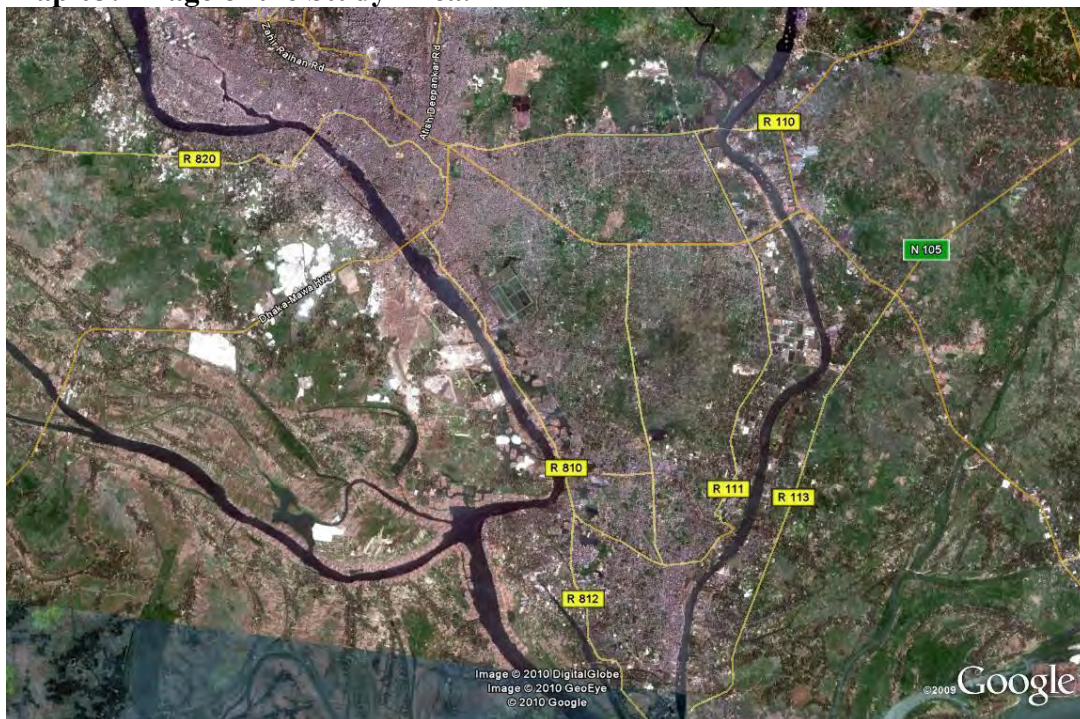 Zahir Raihan Rd
Atish Deepankar Rd
R 110
R 820
N 105
Dhaka-Mawa Hwy
R 810
R 111
R 113
R 812
Image © 2010 DigitalGlobe
Image © 2010 GeoEye
© 2010 Google
©2009 Google